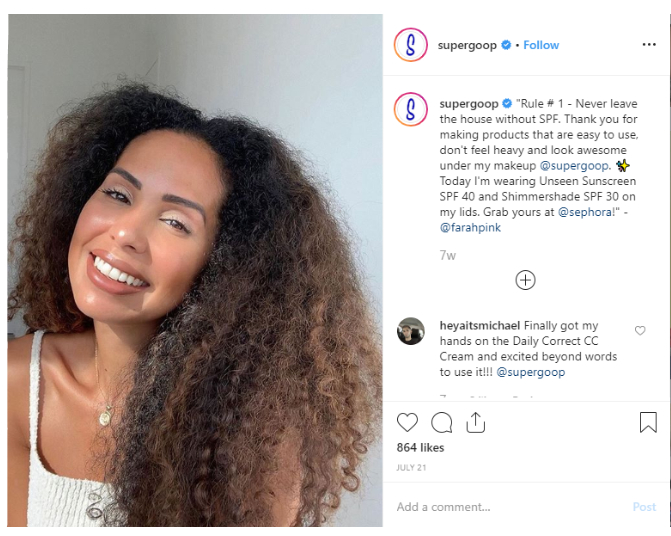 supergoop • Follow
supergoop "Rule # 1 - Never leave
the house without SPF. Thank you for
making products that are easy to use,
don't feel heavy and look awesome
under my makeup @supergoop.
Today I'm wearing Unseen Sunscreen
SPF 40 and Shimmershade SPF 30 on
my lids. Grab yours at @sephora!" -
@farahpink
7w
heyaitsmichael Finally got my
hands on the Daily Correct CC
Cream and excited beyond words
to use it!!! @supergoop
864 likes
JULY 21
Add a comment...
Post